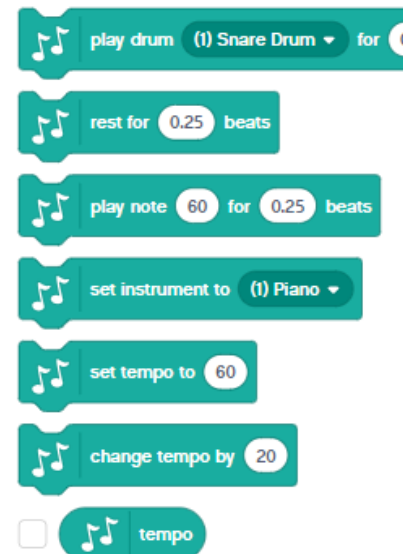 play drum (1) Snare Drum for
rest for 0.25 beats
play note 60 for 0.25 beats
set instrument to (1) Piano
set tempo to 60
change tempo by 20
tempo